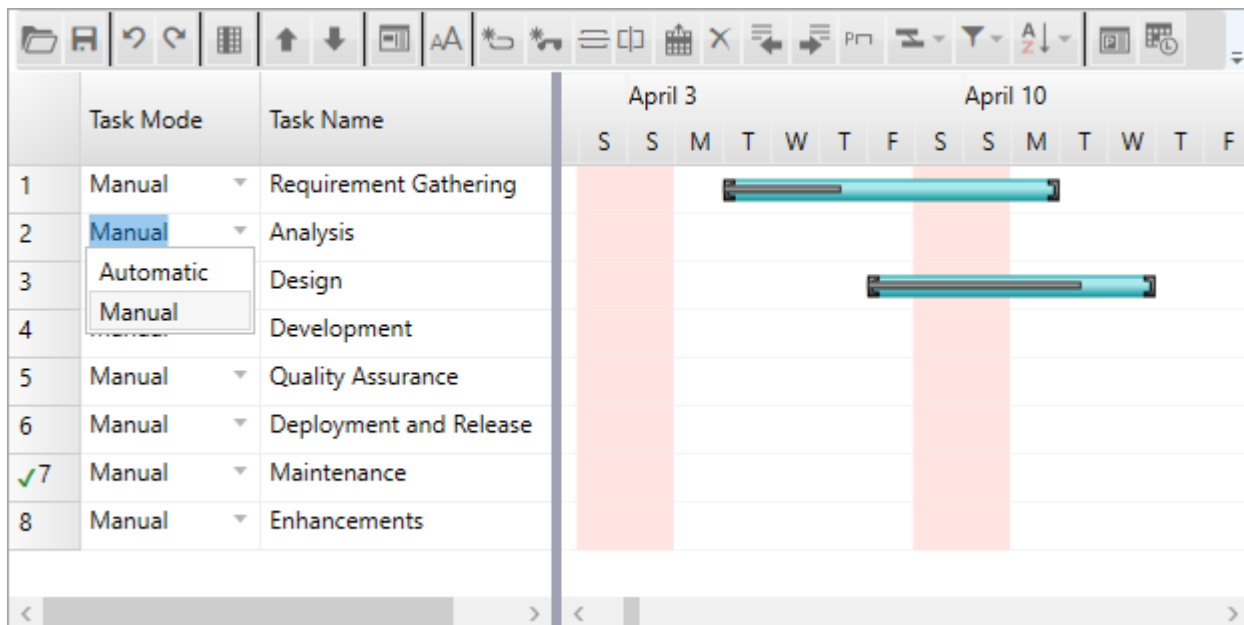 AA P A Z P
April 3 April 10
Task Mode Task Name
S S M T W T F S S M T W T F
1 Manual Requirement Gathering
2 Manual Analysis
3 Automatic Design
Manual
4 Development
5 Manual Quality Assurance
6 Manual Deployment and Release
7 Manual Maintenance
8 Manual Enhancements